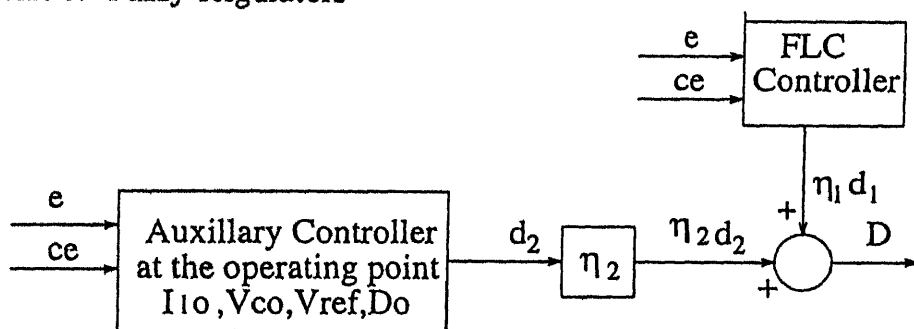 e
ce
FLC
Controller
η1 d1
e
ce
Auxillary Controller
at the operating point
I1o ,Vco,Vref,Do
d2
η2
η2 d2
+
+
D